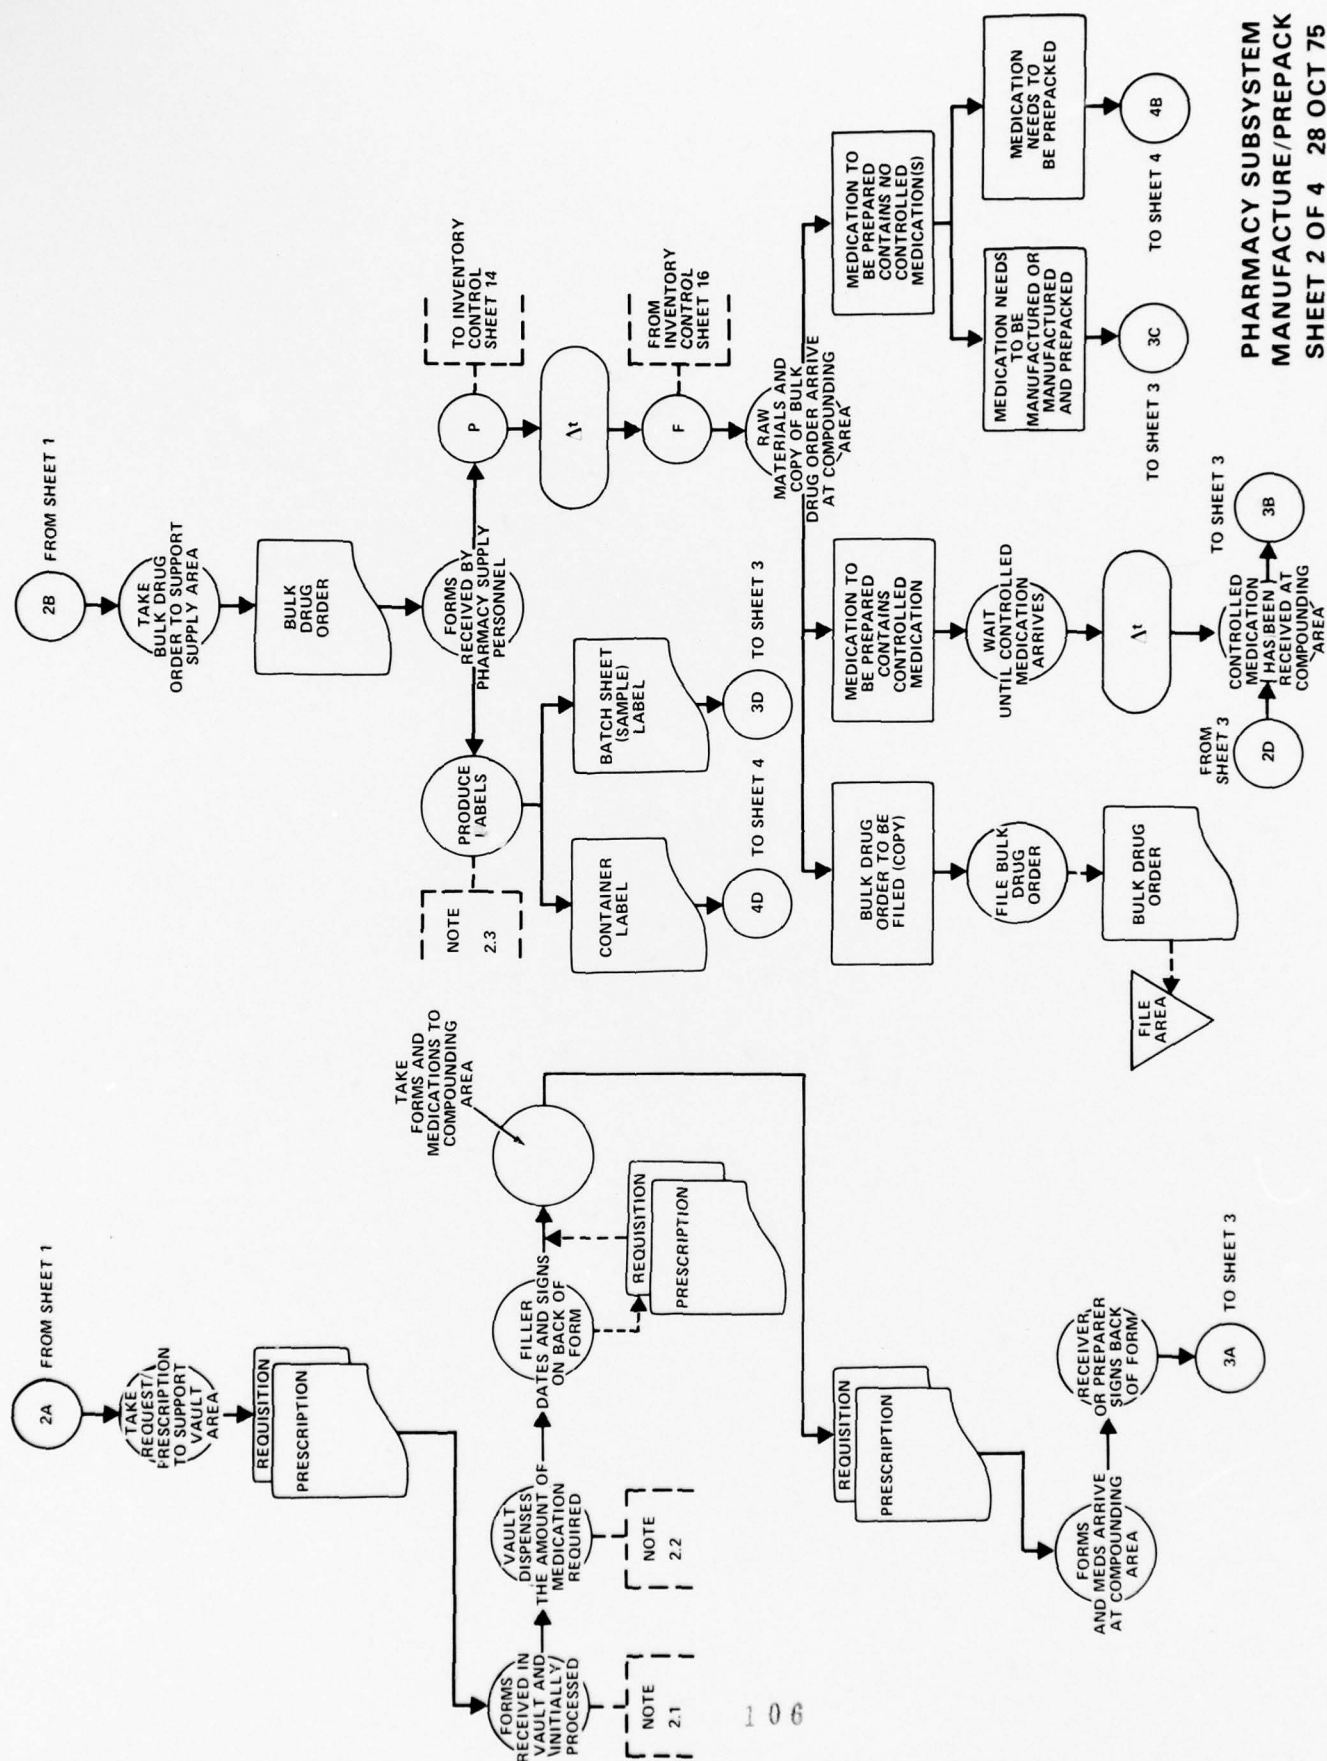 2A
FROM SHEET 1
TAKE
REQUEST/
PRESCRIPTION
TO SUPPORT
VAULT
AREA
REQUISITION
PRESCRIPTION
FORMS
RECEIVED IN
VAULT AND
INITIALLY
PROCESSED
NOTE
2.1
VAULT
DISPENSES
THE AMOUNT OF
MEDICATION
REQUIRED
NOTE
2.2
FILLER
DATES AND SIGNS
ON BACK OF
FORM
REQUISITION
PRESCRIPTION
TAKE
FORMS AND
MEDICATIONS TO
COMPOUNDING
AREA
REQUISITION
PRESCRIPTION
FORMS
AND MEDS ARRIVE
AT COMPOUNDING
AREA
RECEIVER
OR PREPARER
SIGNS BACK
OF FORM
3A
TO SHEET 3
2B
FROM SHEET 1
TAKE
BULK DRUG
ORDER TO SUPPORT
SUPPLY AREA
BULK
DRUG
ORDER
FORMS
RECEIVED BY
PHARMACY SUPPLY
PERSONNEL
PRODUCE
LABELS
NOTE
2.3
CONTAINER
LABEL
4D
TO SHEET 4
BATCH SHEET
(SAMPLE)
LABEL
3D
TO SHEET 3
P
TO INVENTORY
CONTROL
SHEET 14
Δt
F
FROM
INVENTORY
CONTROL
SHEET 16
RAW
MATERIALS AND
COPY OF BULK
DRUG ORDER ARRIVE
AT COMPOUNDING
AREA
BULK DRUG
ORDER TO BE
FILED (COPY)
FILE BULK
DRUG
ORDER
BULK DRUG
ORDER
FILE
AREA
MEDICATION TO
BE PREPARED
CONTAINS
CONTROLLED
MEDICATION
WAIT
UNTIL CONTROLLED
MEDICATION
ARRIVES
Δt
FROM
SHEET 3
2D
CONTROLLED
MEDICATION
HAS BEEN
RECEIVED AT
COMPOUNDING
AREA
3B
TO SHEET 3
MEDICATION TO
BE PREPARED
CONTAINS NO
CONTROLLED
MEDICATION(S)
MEDICATION NEEDS
TO BE
MANUFACTURED OR
MANUFACTURED
AND PREPACKED
3C
TO SHEET 3
MEDICATION
NEEDS TO
BE PREPACKED
4B
TO SHEET 4
PHARMACY SUBSYSTEM
MANUFACTURE/PREPACK
SHEET 2 OF 4 28 OCT 75
106